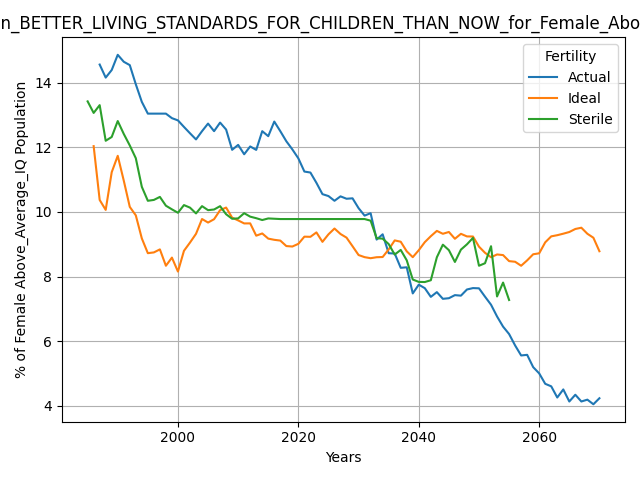 n_BETTER_LIVING_STANDARDS_FOR_CHILDREN_THAN_NOW_for_Female_Abo
Fertility
Actual
Ideal
Sterile
% of Female Above_Average_IQ Population
14
12
10
8
6
4
2000
2020
2040
2060
Years